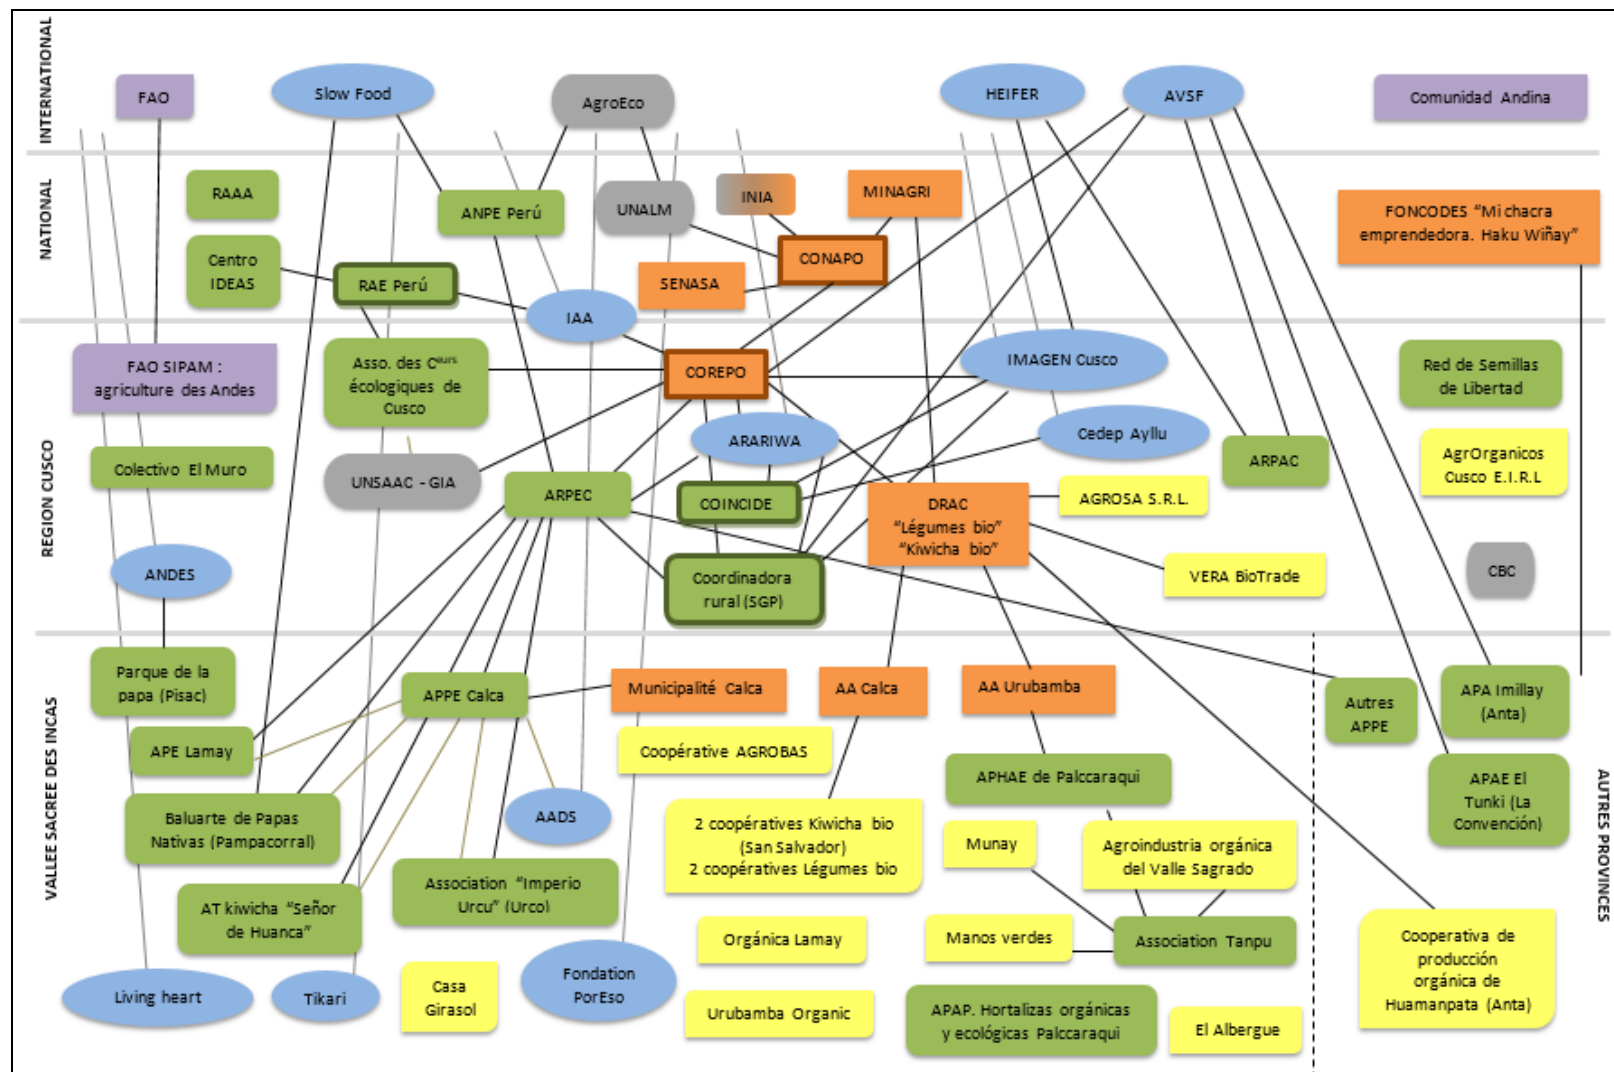 INTERNATIONAL
FAO
Slow Food
AgroEco
HEIFER
AVSF
Comunidad Andina
NATIONAL
RAAA
ANPE Perú
UNALM
INIA
MINAGRI
FONCODES “Mi chacra
emprendedora. Haku Wiñay”
Centro
IDEAS
RAE Perú
CONAPO
SENASA
IAA
REGION CUSCO
FAO SIPAM :
agriculture des Andes
Asso. des Ceurs
écologiques de
Cusco
COREPO
IMAGEN Cusco
Red de Semillas
de Libertad
Colectivo El Muro
UNSAAC - GIA
ARARIWA
Cedep Ayllu
ARPAC
AgrOrganicos
Cusco E.I.R.L
ARPEC
COINCIDE
DRAC
“Légumes bio”
“Kiwicha bio”
AGROSA S.R.L.
ANDES
Coordinadora
rural (SGP)
VERA BioTrade
CBC
VALLEE SACREE DES INCAS
Parque de la
papa (Pisac)
APPE Calca
Municipalité Calca
AA Calca
AA Urubamba
Autres
APPE
APA Imillay
(Anta)
APE Lamay
Coopérative AGROBAS
APHAE de Palccaraqui
APAE El
Tunki (La
Convención)
AUTRES PROVINCES
Baluarte de Papas
Nativas (Pampacorral)
AADS
2 coopératives Kiwicha bio
(San Salvador)
2 coopératives Légumes bio
Munay
Agroindustria orgánica
del Valle Sagrado
AT kiwicha “Señor
de Huanca”
Association “Imperio
Urcu” (Urco)
Orgánica Lamay
Manos verdes
Association Tanpu
Cooperativa de
producción
orgánica de
Huamanpata (Anta)
Living heart
Tikari
Casa
Girasol
Fondation
PorEso
Urubamba Organic
APAP. Hortalizas orgánicas
y ecológicas Palccaraqui
El Albergue